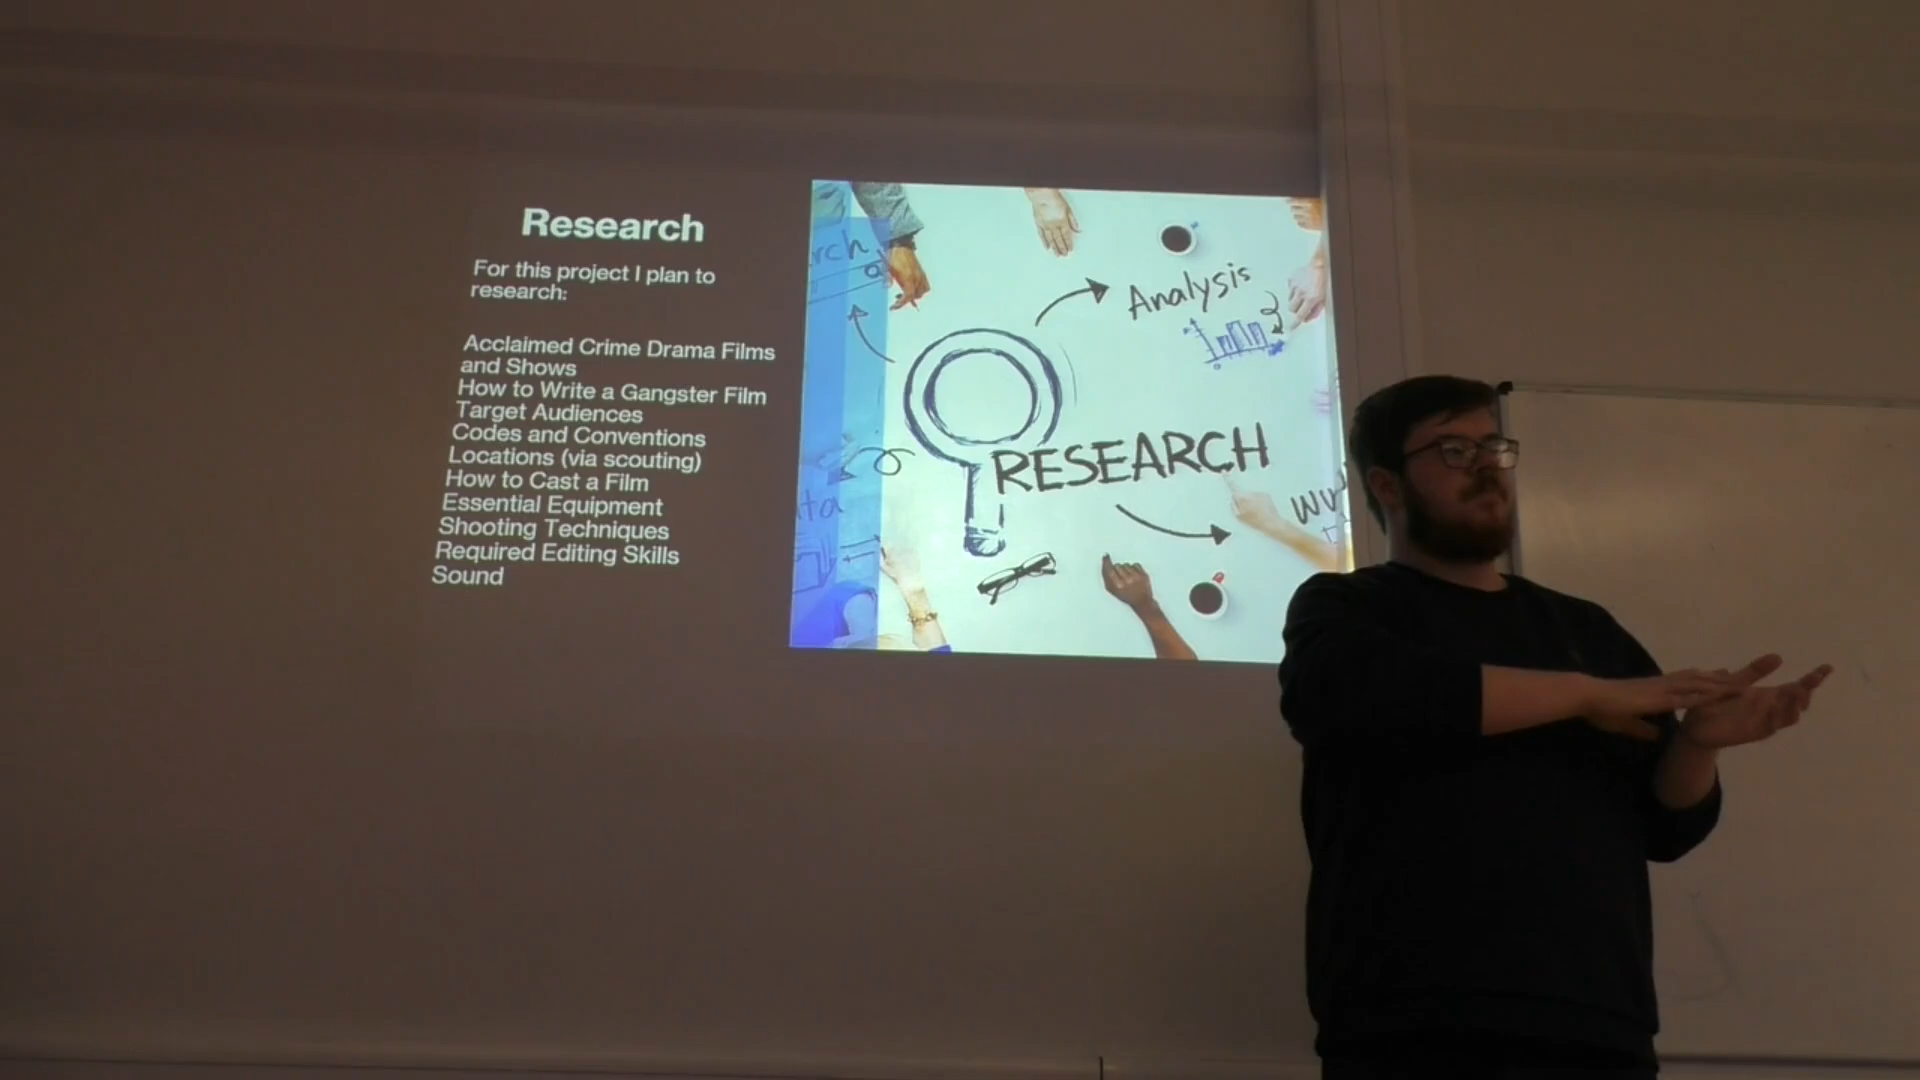 Research
For this project I plan to
research:
Acclaimed Crime Drama Films
and Shows
How to Write a Gangster Film
Target Audiences
Codes and Conventions
Locations (via scouting)
How to Cast a Film
Essential Equipment
Shooting Techniques
Required Editing Skills
Sound
rch
Analysis
RESEARCH
ta